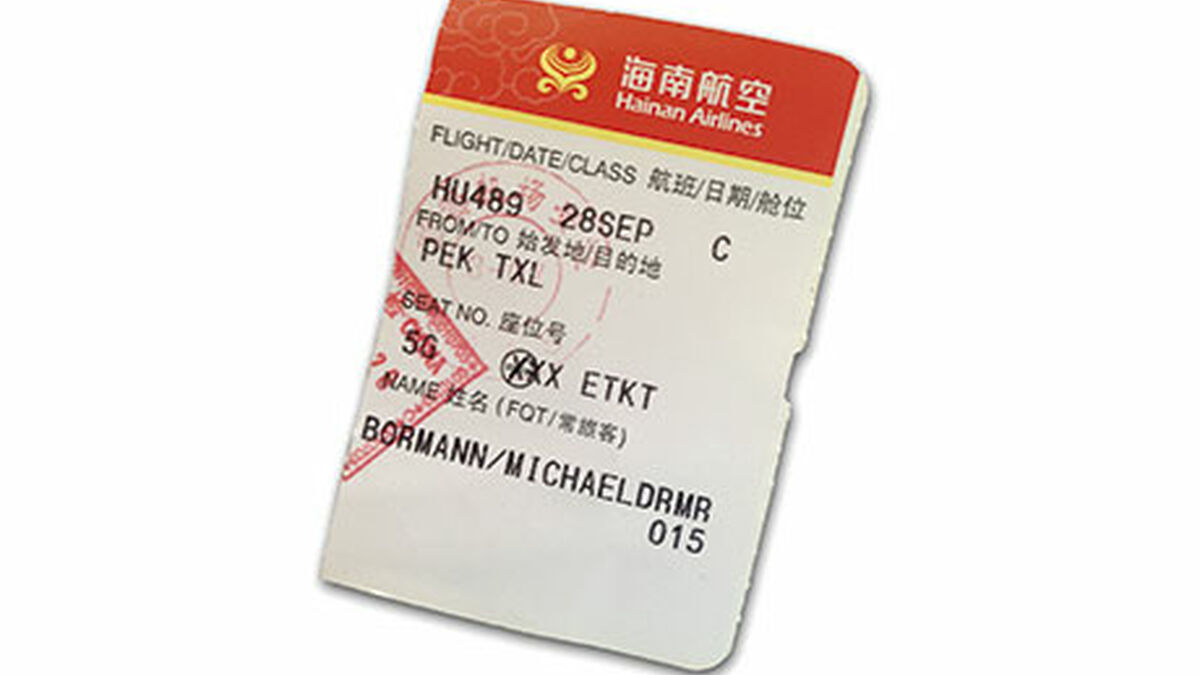 海南航空
Hainan Airlines
FLIGHT/DATE/CLASS 航班/日期/舱位
HU489 28SEP C
FROM/TO 始发地/目的地
PEK TXL
SEAT NO. 座位号
5G XXX ETKT
NAME 姓名 (FQT/常旅客)
BORMANN/MICHAELDRMR
015